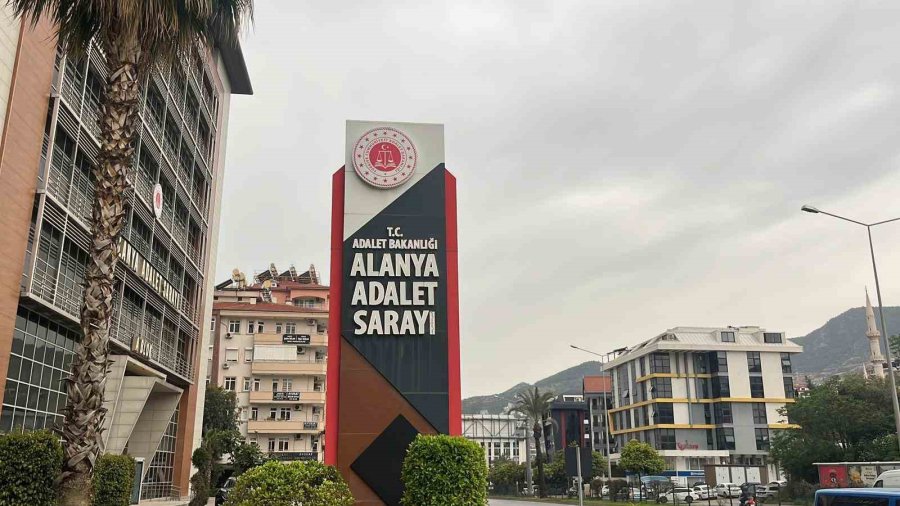 T.C.
ADALET BAKANLIĞI
ALANYA
ADALET
SARAYI